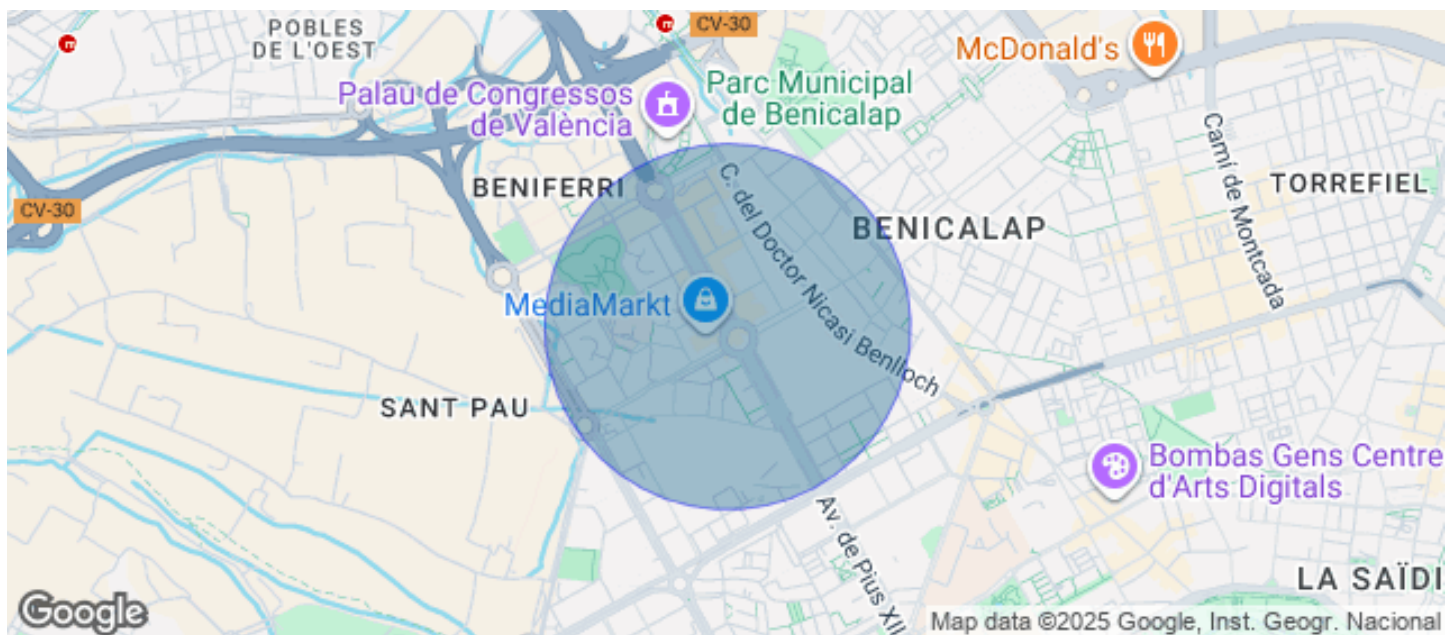 POBLES
DE L'OEST
CV-30
McDonald's
Palau de Congressos
de València
Parc Municipal
de Benicalap
Camí de Montcada
BENIFERRI
C. del Doctor Nicasi Benlloch
TORREFIEL
CV-30
BENICALAP
MediaMarkt
SANT PAU
Bombas Gens Centre
d'Arts Digitals
Av. de Pius XII
LA SAÏDI
Google
Map data ©2025 Google, Inst. Geogr. Nacional